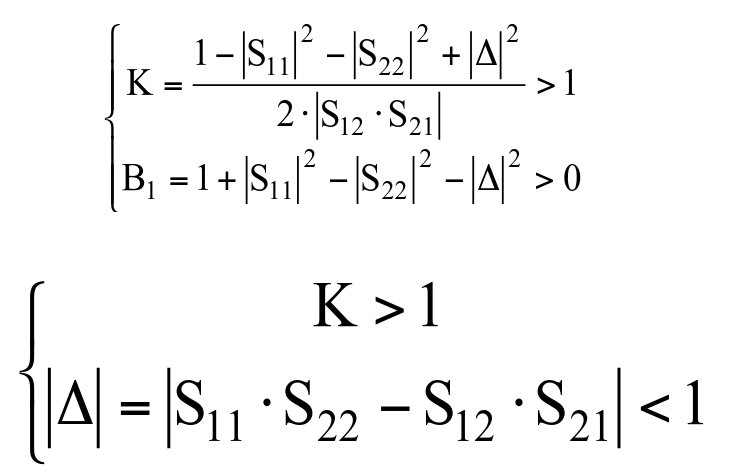 K = (1 − |S₁₁|² − |S₂₂|² + |Δ|²) / (2 · |S₁₂ · S₂₁|) > 1
B₁ = 1 + |S₁₁|² − |S₂₂|² − |Δ|² > 0
K > 1
|Δ| = |S₁₁ · S₂₂ − S₁₂ · S₂₁| < 1